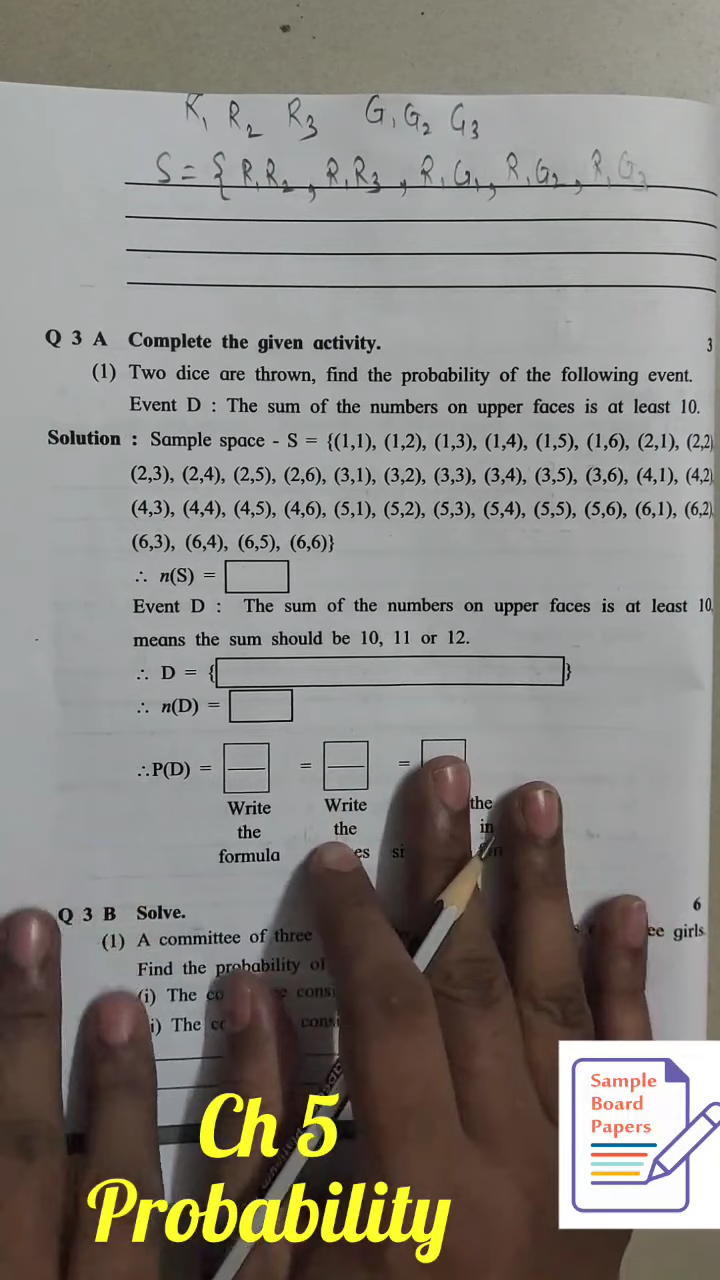 R₁ R₂ R₃ G₁ G₂ G₃
S = { R₁R₂ , R₁R₃ , R₁G₁ , R₁G₂ , R₁G₃
Q 3 A Complete the given activity. 3
(1) Two dice are thrown, find the probability of the following event.
Event D : The sum of the numbers on upper faces is at least 10.
Solution : Sample space - S = {(1,1), (1,2), (1,3), (1,4), (1,5), (1,6), (2,1), (2,2)
(2,3), (2,4), (2,5), (2,6), (3,1), (3,2), (3,3), (3,4), (3,5), (3,6), (4,1), (4,2)
(4,3), (4,4), (4,5), (4,6), (5,1), (5,2), (5,3), (5,4), (5,5), (5,6), (6,1), (6,2)
(6,3), (6,4), (6,5), (6,6)}
∴ n(S) =
Event D : The sum of the numbers on upper faces is at least 10,
means the sum should be 10, 11 or 12.
∴ D = { }
∴ n(D) =
∴P(D) = = =
Write Write the
the the in
formula
Q 3 B Solve. 6
(1) A committee of three girls
Find the probability of
(i) The
The
Ch 5
Probability
Sample
Board
Papers